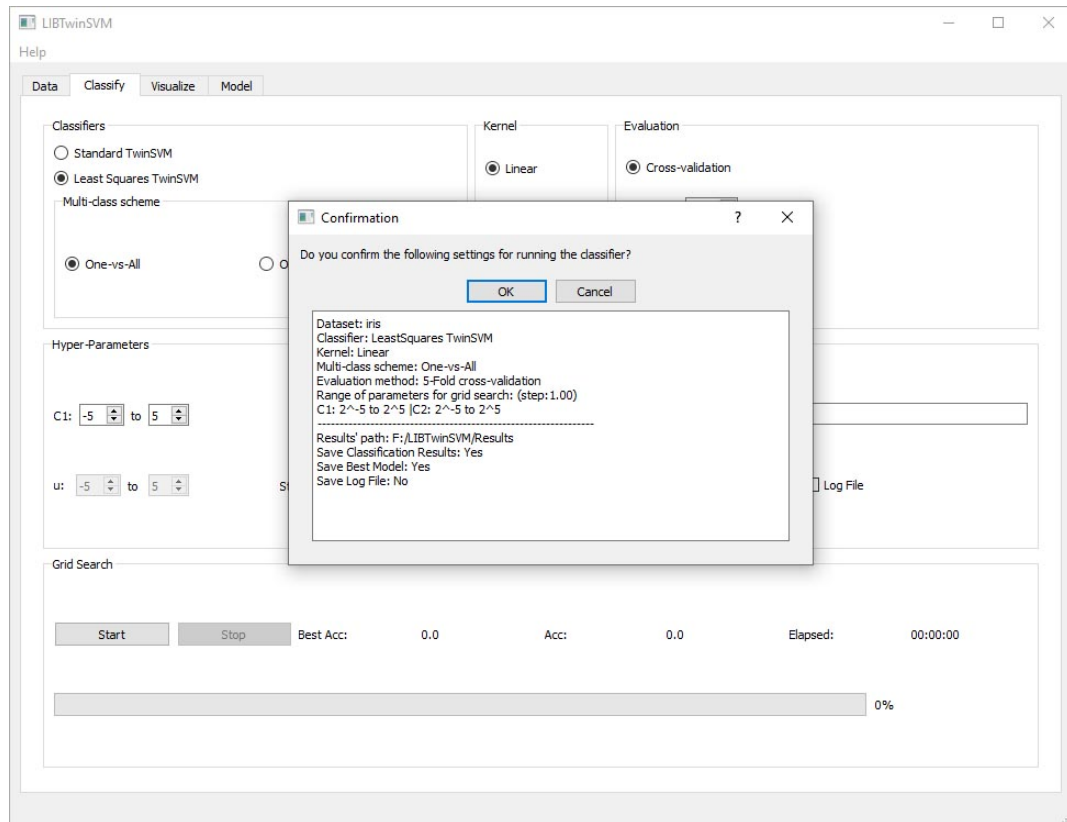 LIBTwinSVM
Help
Data Classify Visualize Model
Classifiers
Standard TwinSVM
Least Squares TwinSVM
Multi-class scheme
One-vs-All
Kernel
Linear
Evaluation
Cross-validation
Confirmation ?
Do you confirm the following settings for running the classifier?
OK Cancel
Dataset: iris
Classifier: LeastSquares TwinSVM
Kernel: Linear
Multi-class scheme: One-vs-All
Evaluation method: 5-Fold cross-validation
Range of parameters for grid search: (step:1.00)
C1: 2^-5 to 2^5 |C2: 2^-5 to 2^5
----------------------------------------------------------------------
Results' path: F:/LIBTwinSVM/Results
Save Classification Results: Yes
Save Best Model: Yes
Save Log File: No
Hyper-Parameters
C1: -5 to 5
u: -5 to 5
Log File
Grid Search
Start Stop Best Acc: 0.0 Acc: 0.0 Elapsed: 00:00:00
0%